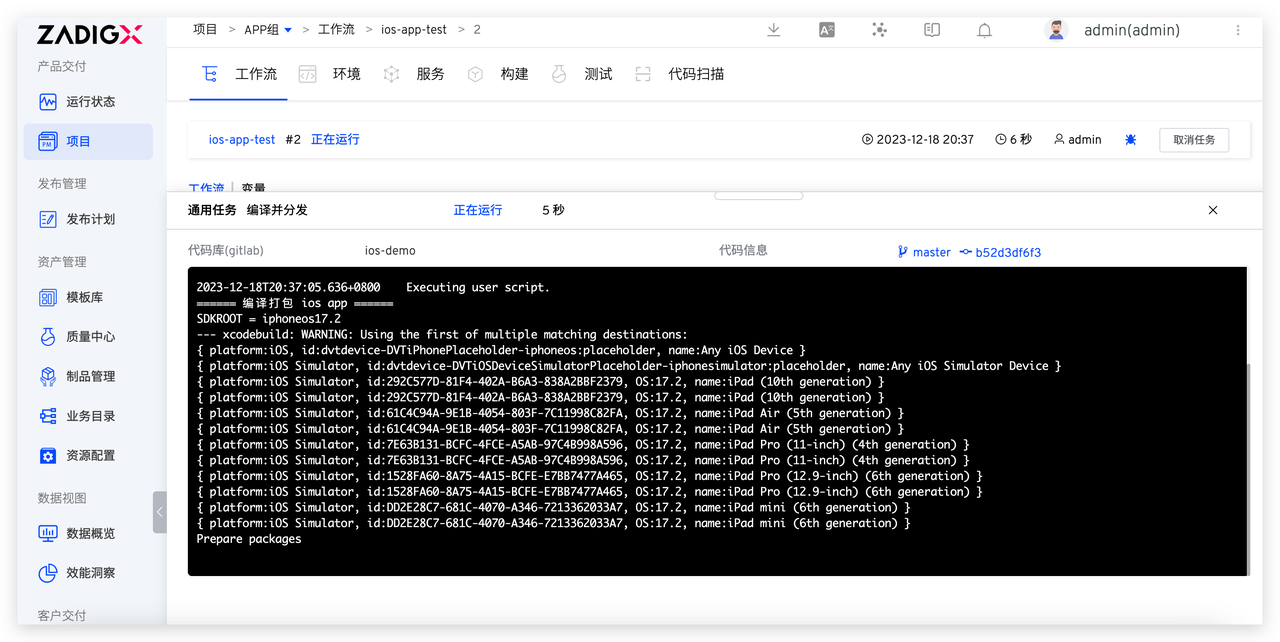 ZADIGX
项目 > APP组 > 工作流 > ios-app-test > 2
admin(admin)
产品交付
运行状态
项目
发布管理
发布计划
资产管理
模板库
质量中心
制品管理
业务目录
资源配置
数据视图
数据概览
效能洞察
客户交付
工作流 环境 服务 构建 测试 代码扫描
ios-app-test #2 正在运行 2023-12-18 20:37 6 秒 admin 取消任务
工作流 变量
通用任务 编译并分发 正在运行 5 秒
代码库(gitlab) ios-demo 代码信息 master b52d3df6f3
2023-12-18T20:37:05.636+0800 Executing user script.
====== 编译打包 ios app ======
SDKROOT = iphoneos17.2
--- xcodebuild: WARNING: Using the first of multiple matching destinations:
{ platform:iOS, id:dvtdevice-DVTiPhonePlaceholder-iphoneos:placeholder, name:Any iOS Device }
{ platform:iOS Simulator, id:dvtdevice-DVTiOSDeviceSimulatorPlaceholder-iphonesimulator:placeholder, name:Any iOS Simulator Device }
{ platform:iOS Simulator, id:292C577D-81F4-402A-B6A3-838A2BBF2379, OS:17.2, name:iPad (10th generation) }
{ platform:iOS Simulator, id:292C577D-81F4-402A-B6A3-838A2BBF2379, OS:17.2, name:iPad (10th generation) }
{ platform:iOS Simulator, id:61C4C94A-9E1B-4054-803F-7C11998C82FA, OS:17.2, name:iPad Air (5th generation) }
{ platform:iOS Simulator, id:61C4C94A-9E1B-4054-803F-7C11998C82FA, OS:17.2, name:iPad Air (5th generation) }
{ platform:iOS Simulator, id:7E63B131-BCFC-4FCE-A5AB-97C4B998A596, OS:17.2, name:iPad Pro (11-inch) (4th generation) }
{ platform:iOS Simulator, id:7E63B131-BCFC-4FCE-A5AB-97C4B998A596, OS:17.2, name:iPad Pro (11-inch) (4th generation) }
{ platform:iOS Simulator, id:1528FA60-8A75-4A15-BCFE-E7BB7477A465, OS:17.2, name:iPad Pro (12.9-inch) (6th generation) }
{ platform:iOS Simulator, id:1528FA60-8A75-4A15-BCFE-E7BB7477A465, OS:17.2, name:iPad Pro (12.9-inch) (6th generation) }
{ platform:iOS Simulator, id:DD2E28C7-681C-4070-A346-7213362033A7, OS:17.2, name:iPad mini (6th generation) }
{ platform:iOS Simulator, id:DD2E28C7-681C-4070-A346-7213362033A7, OS:17.2, name:iPad mini (6th generation) }
Prepare packages